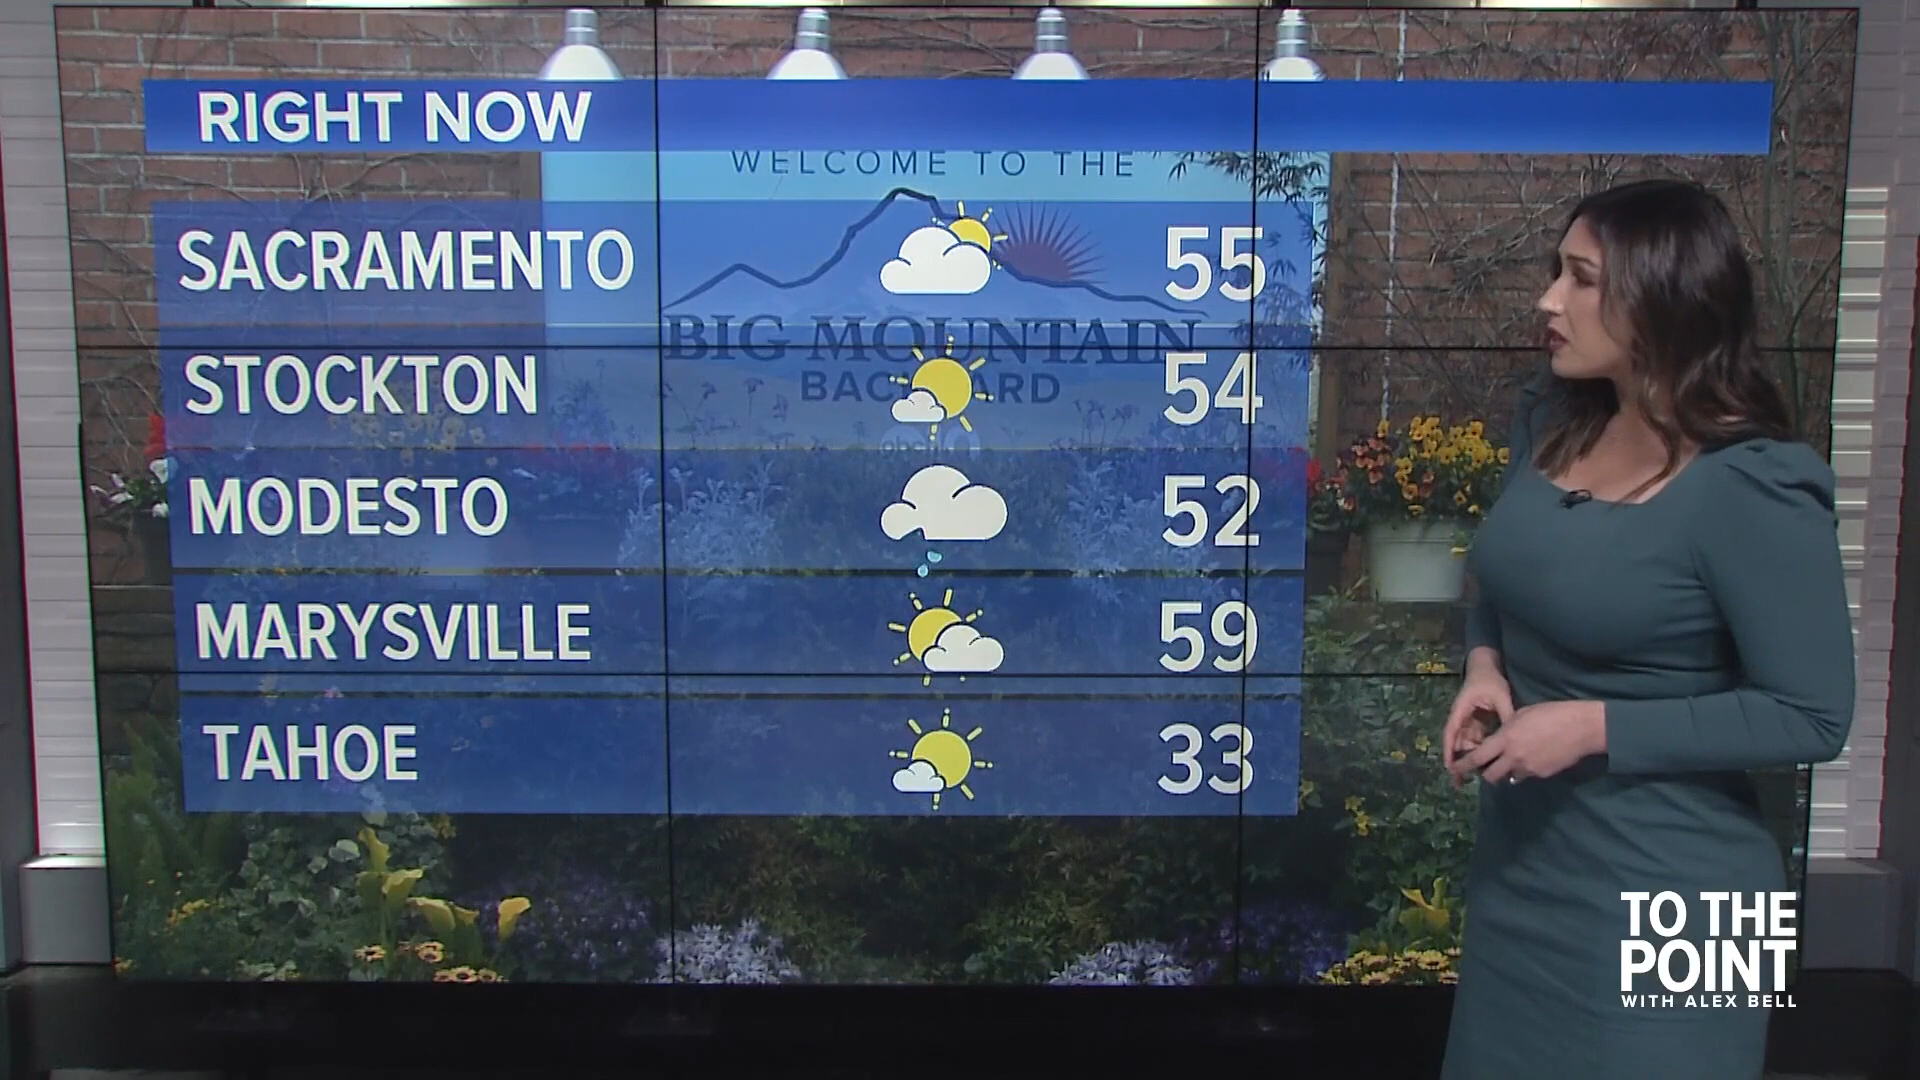 RIGHT NOW
WELCOME TO THE
SACRAMENTO 55
BIG MOUNTAIN
STOCKTON 54
MODESTO 52
MARYSVILLE 59
TAHOE 33
TO THE
POINT
WITH ALEX BELL